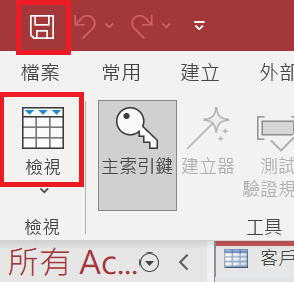 檔案 常用 建立 外部
檢視 主索引鍵 建立器 測試
驗證規
檢視 工具
所有 Ac... 客戶